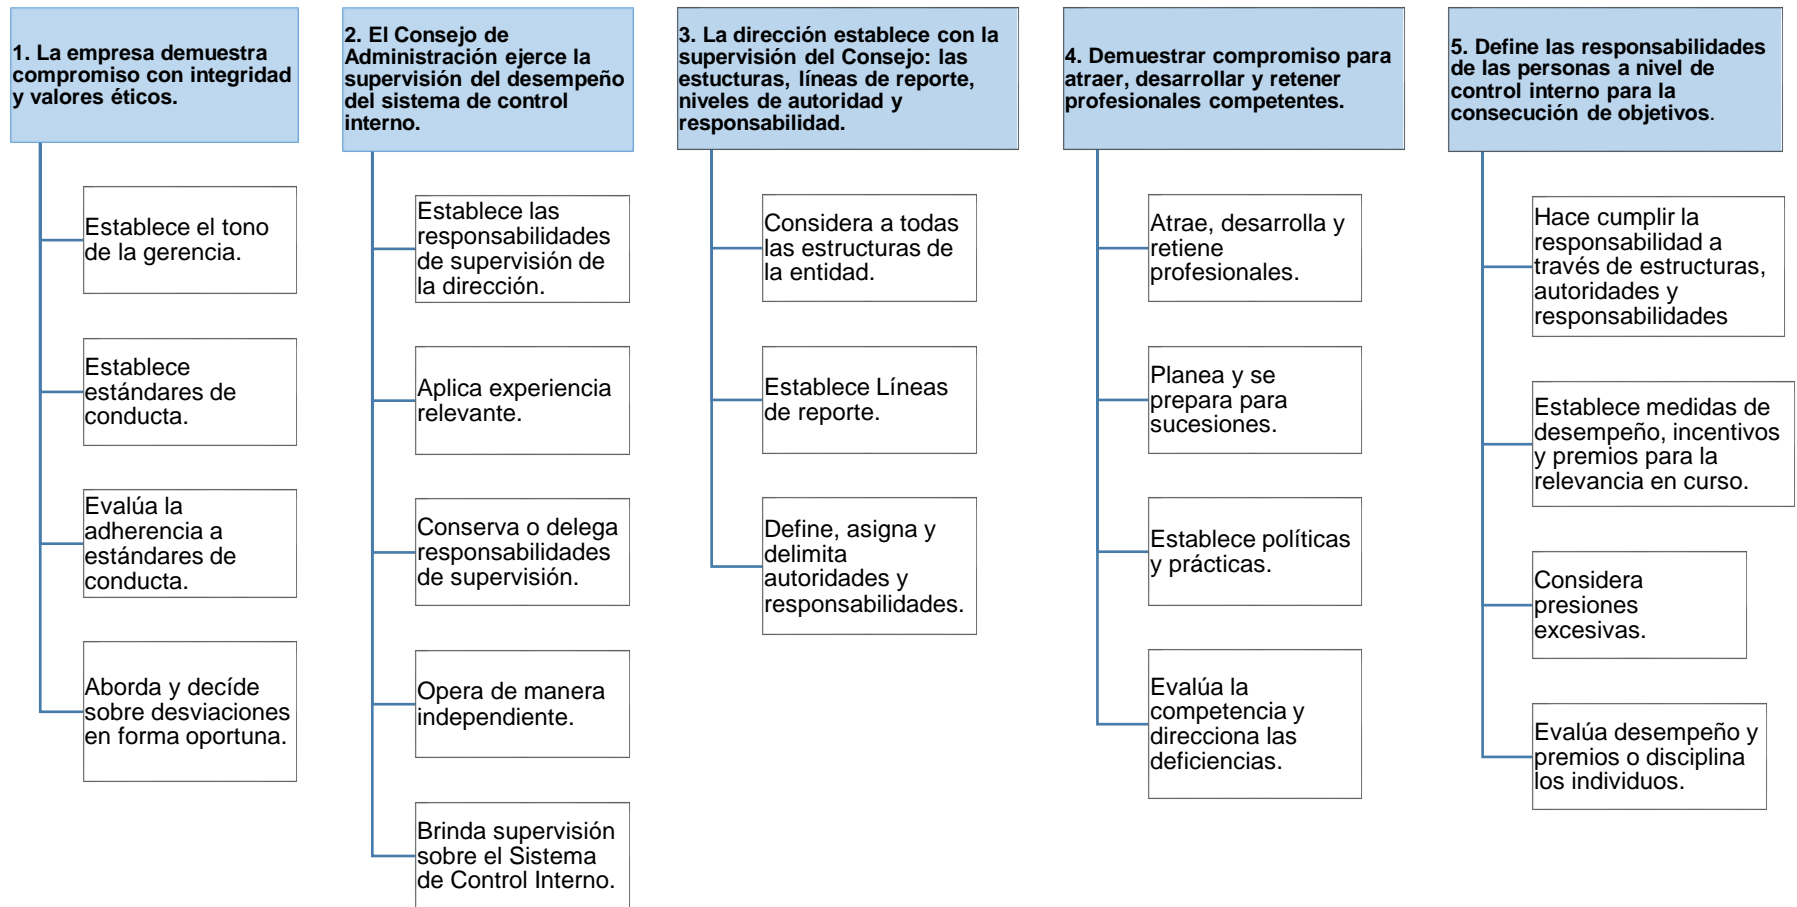 1. La empresa demuestra
compromiso con integridad
y valores éticos.
Establece el tono
de la gerencia.
Establece
estándares de
conducta.
Evalúa la
adherencia a
estándares de
conducta.
Aborda y decíde
sobre desviaciones
en forma oportuna.
2. El Consejo de
Administración ejerce la
supervisión del desempeño
del sistema de control
interno.
Establece las
responsabilidades
de supervisión de
la dirección.
Aplica experiencia
relevante.
Conserva o delega
responsabilidades
de supervisión.
Opera de manera
independiente.
Brinda supervisión
sobre el Sistema
de Control Interno.
3. La dirección establece con la
supervisión del Consejo: las
estucturas, líneas de reporte,
niveles de autoridad y
responsabilidad.
Considera a todas
las estructuras de
la entidad.
Establece Líneas
de reporte.
Define, asigna y
delimita
autoridades y
responsabilidades.
4. Demuestrar compromiso para
atraer, desarrollar y retener
profesionales competentes.
Atrae, desarrolla y
retiene
profesionales.
Planea y se
prepara para
sucesiones.
Establece políticas
y prácticas.
Evalúa la
competencia y
direcciona las
deficiencias.
5. Define las responsabilidades
de las personas a nivel de
control interno para la
consecución de objetivos.
Hace cumplir la
responsabilidad a
través de estructuras,
autoridades y
responsabilidades
Establece medidas de
desempeño, incentivos
y premios para la
relevancia en curso.
Considera
presiones
excesivas.
Evalúa desempeño y
premios o disciplina
los individuos.